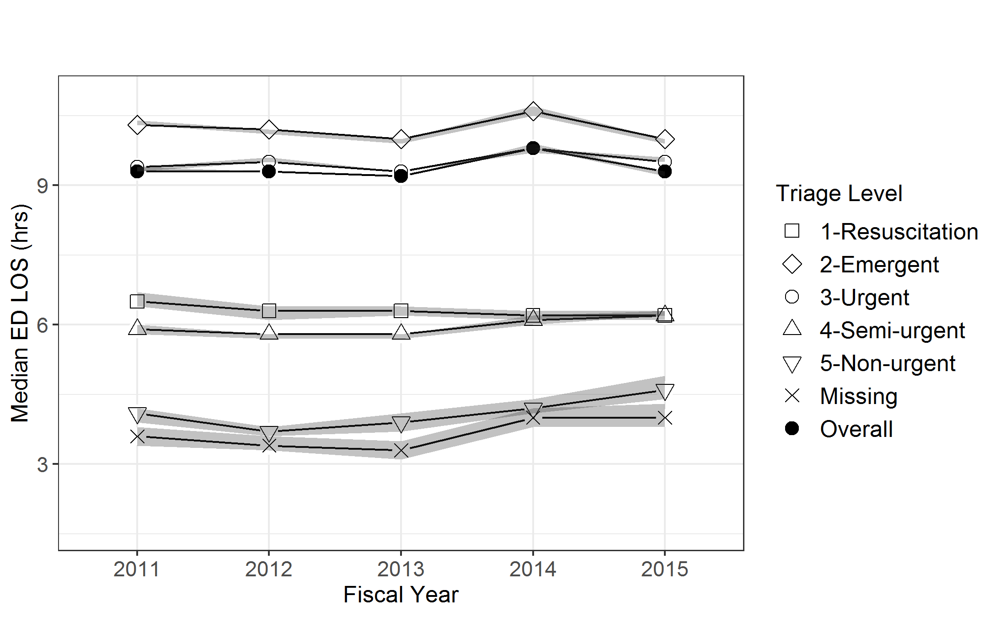 Median ED LOS (hrs)
9
6
3
2011 2012 2013 2014 2015
Fiscal Year
Triage Level
1-Resuscitation
2-Emergent
3-Urgent
4-Semi-urgent
5-Non-urgent
Missing
Overall